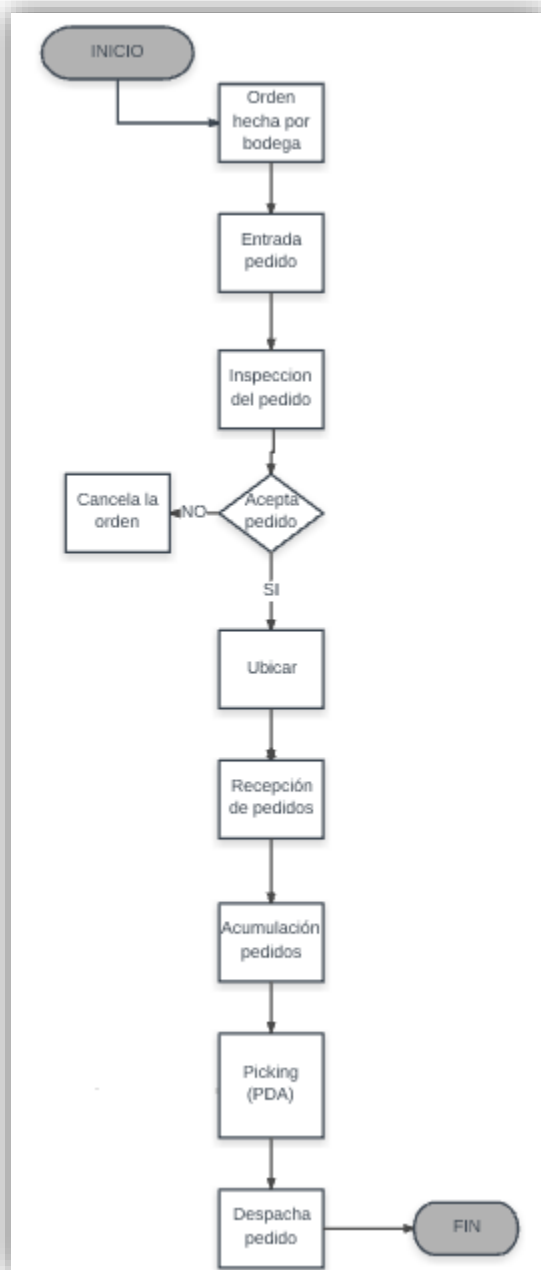 INICIO
Orden
hecha por
bodega
Entrada
pedido
Inspeccion
del pedido
Acepta
pedido
NO
Cancela la
orden
SI
Ubicar
Recepción
de pedidos
Acumulación
pedidos
Picking
(PDA)
Despacha
pedido
FIN